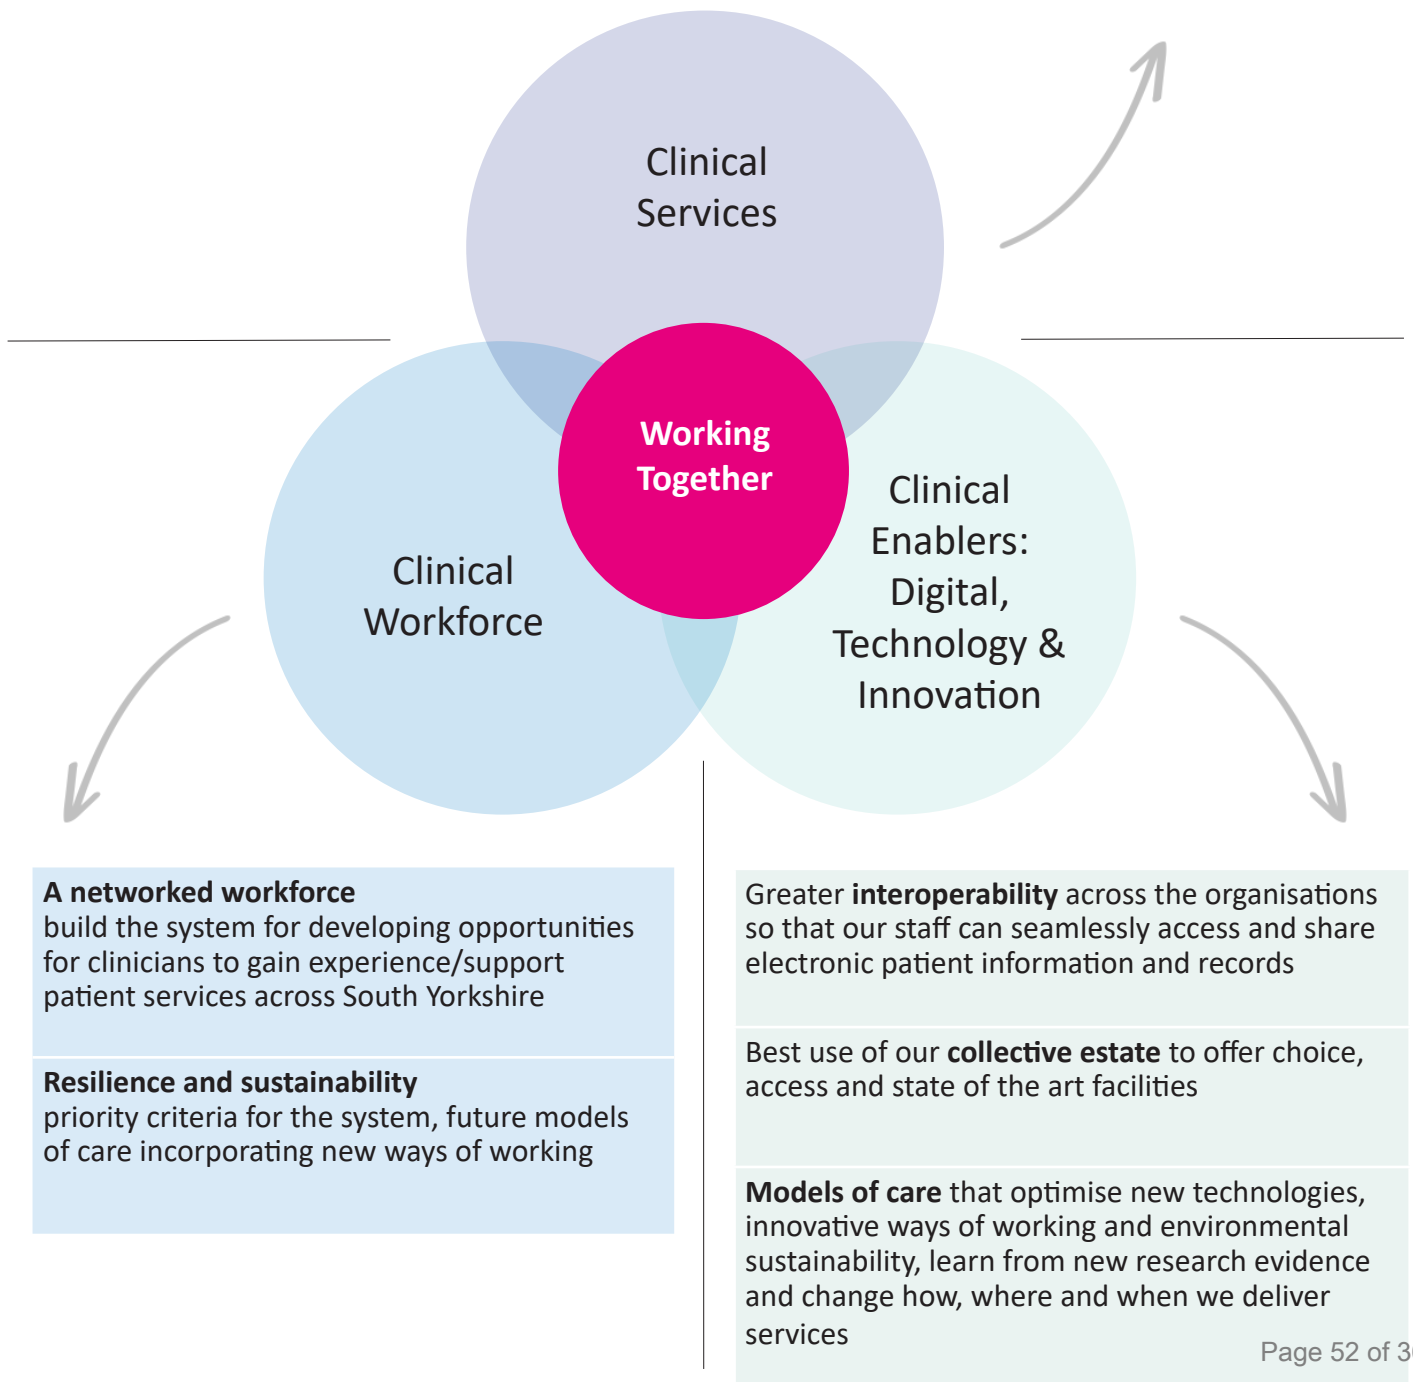 Clinical
Services
Working
Together
Clinical
Workforce
Clinical
Enablers:
Digital,
Technology &
Innovation
A networked workforce
build the system for developing opportunities
for clinicians to gain experience/support
patient services across South Yorkshire
Resilience and sustainability
priority criteria for the system, future models
of care incorporating new ways of working
Greater interoperability across the organisations
so that our staff can seamlessly access and share
electronic patient information and records
Best use of our collective estate to offer choice,
access and state of the art facilities
Models of care that optimise new technologies,
innovative ways of working and environmental
sustainability, learn from new research evidence
and change how, where and when we deliver
services
Page 52 of